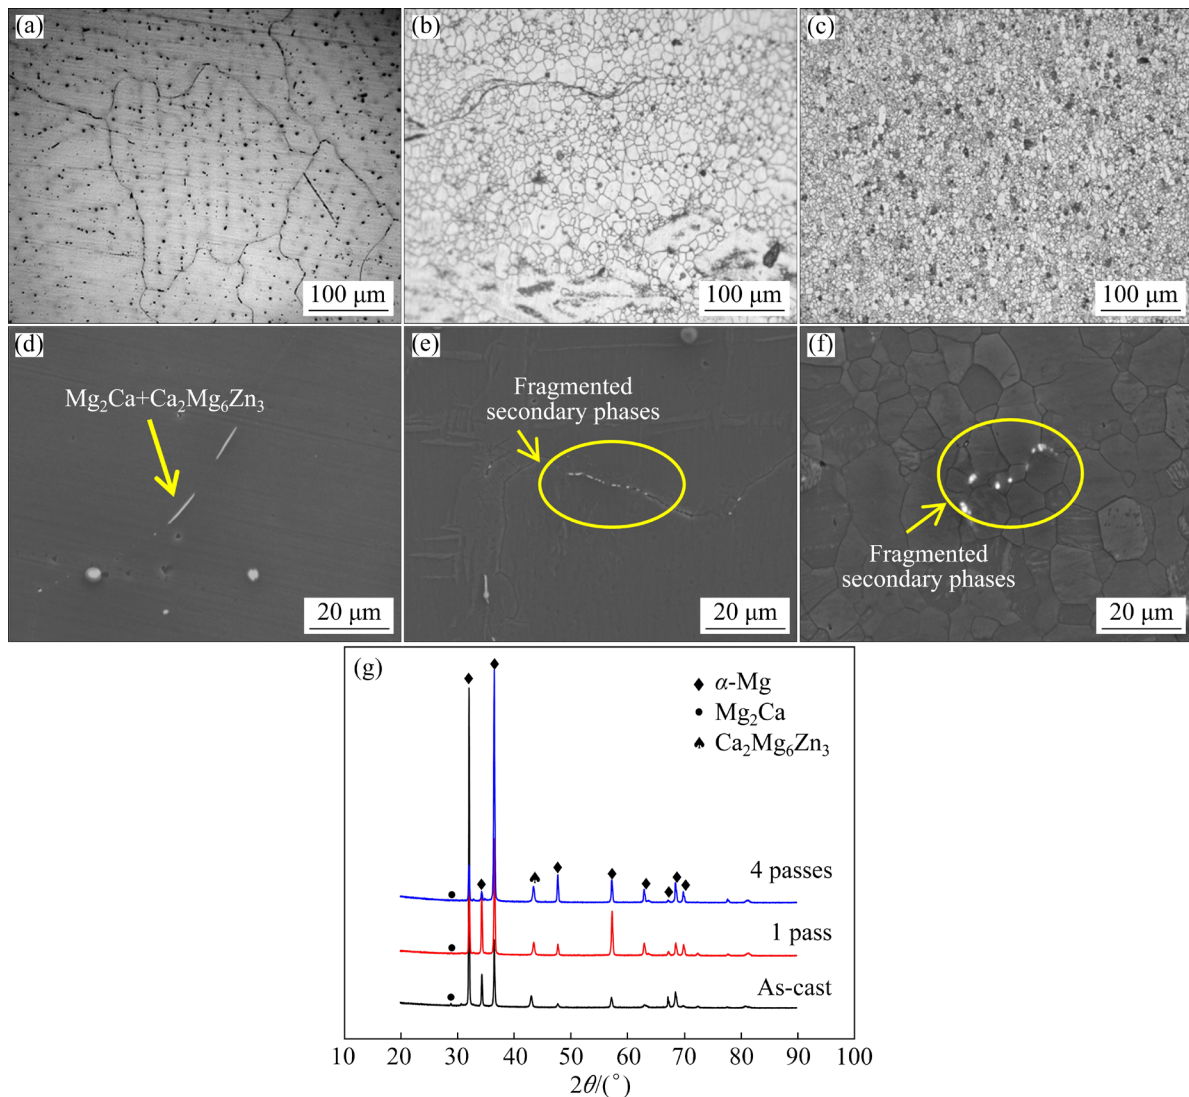 (a)
100 μm
(b)
100 μm
(c)
100 μm
(d)
Mg₂Ca+Ca₂Mg₆Zn₃
20 μm
(e)
Fragmented
secondary phases
20 μm
(f)
Fragmented
secondary phases
20 μm
(g)
♦ α-Mg
• Mg₂Ca
♠ Ca₂Mg₆Zn₃
4 passes
1 pass
As-cast
10 20 30 40 50 60 70 80 90 100
2θ/(°)